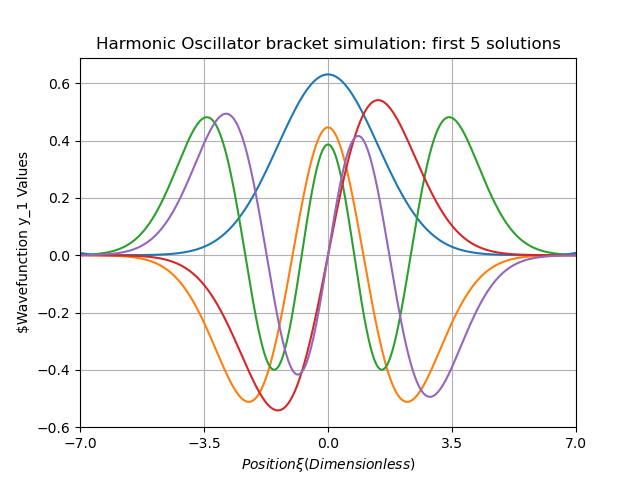 Harmonic Oscillator bracket simulation: first 5 solutions
$Wavefunction y_1 Values
0.6
0.4
0.2
0.0
−0.2
−0.4
−0.6
−7.0 −3.5 0.0 3.5 7.0
Positionξ(Dimensionless)